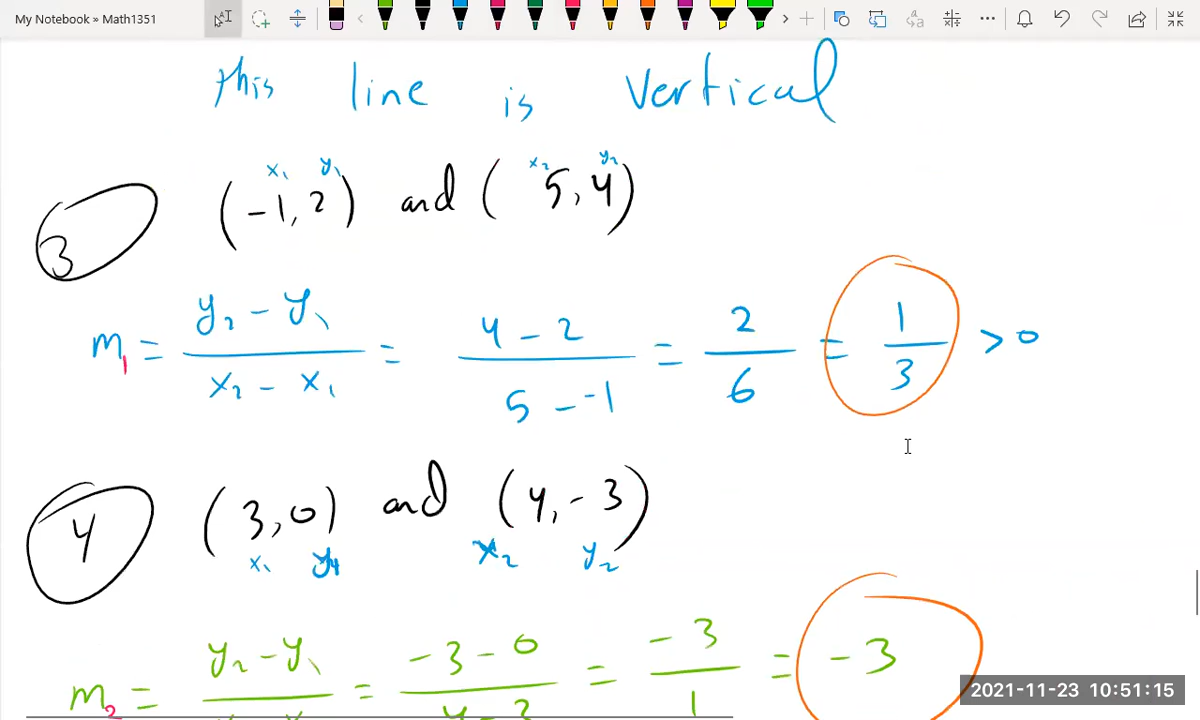 My Notebook » Math1351
this line is vertical
x₁ y₁ x₂ y₂
3 (-1, 2) and (5, 4)
m₁ = (y₂ - y₁)/(x₂ - x₁) = (4 - 2)/(5 - -1) = 2/6 = 1/3 > 0
4 (3, 0) and (4, -3)
x₁ y₁ x₂ y₂
m₂ = y₂ - y₁ = -3 - 0 = -3/1 = -3
2021-11-23 10:51:15